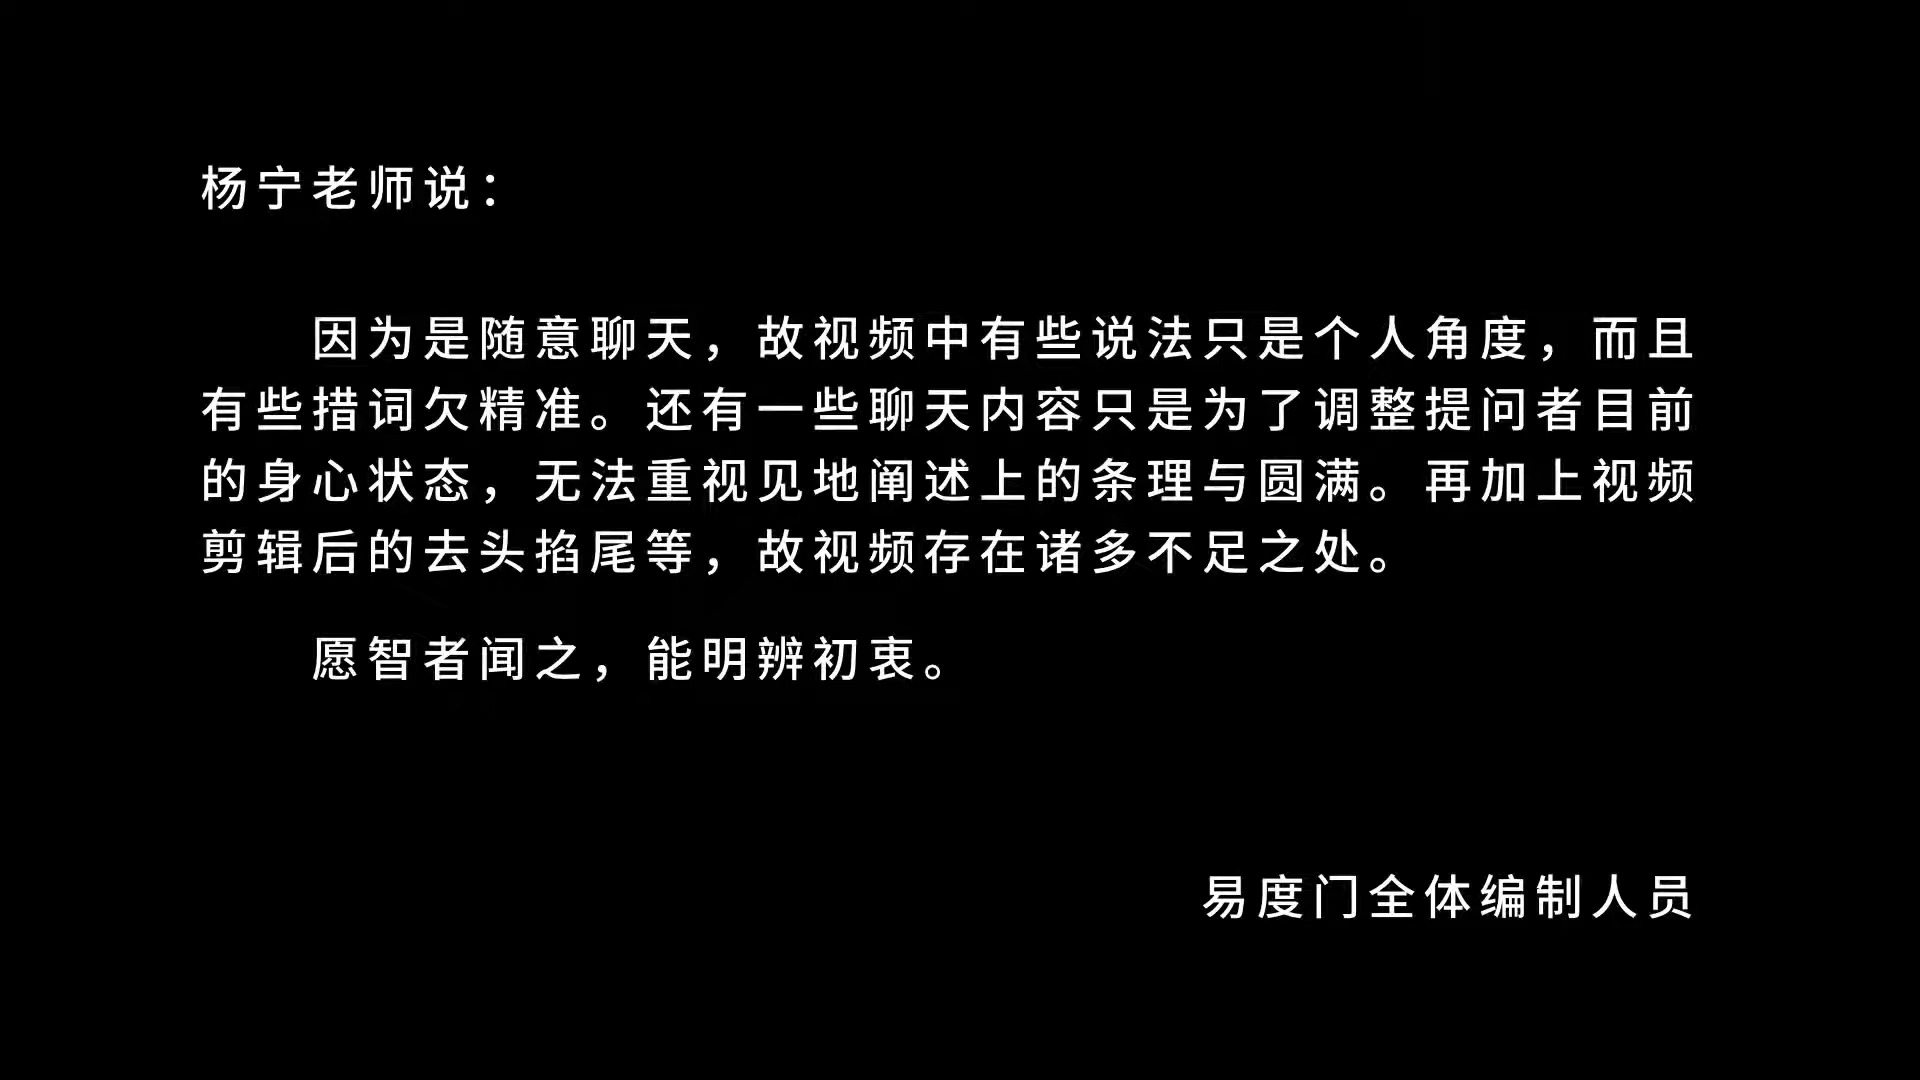 杨宁老师说：
因为是随意聊天，故视频中有些说法只是个人角度，而且
有些措词欠精准。还有一些聊天内容只是为了调整提问者目前
的身心状态，无法重视见地阐述上的条理与圆满。再加上视频
剪辑后的去头掐尾等，故视频存在诸多不足之处。
愿智者闻之，能明辨初衷。
易度门全体编制人员